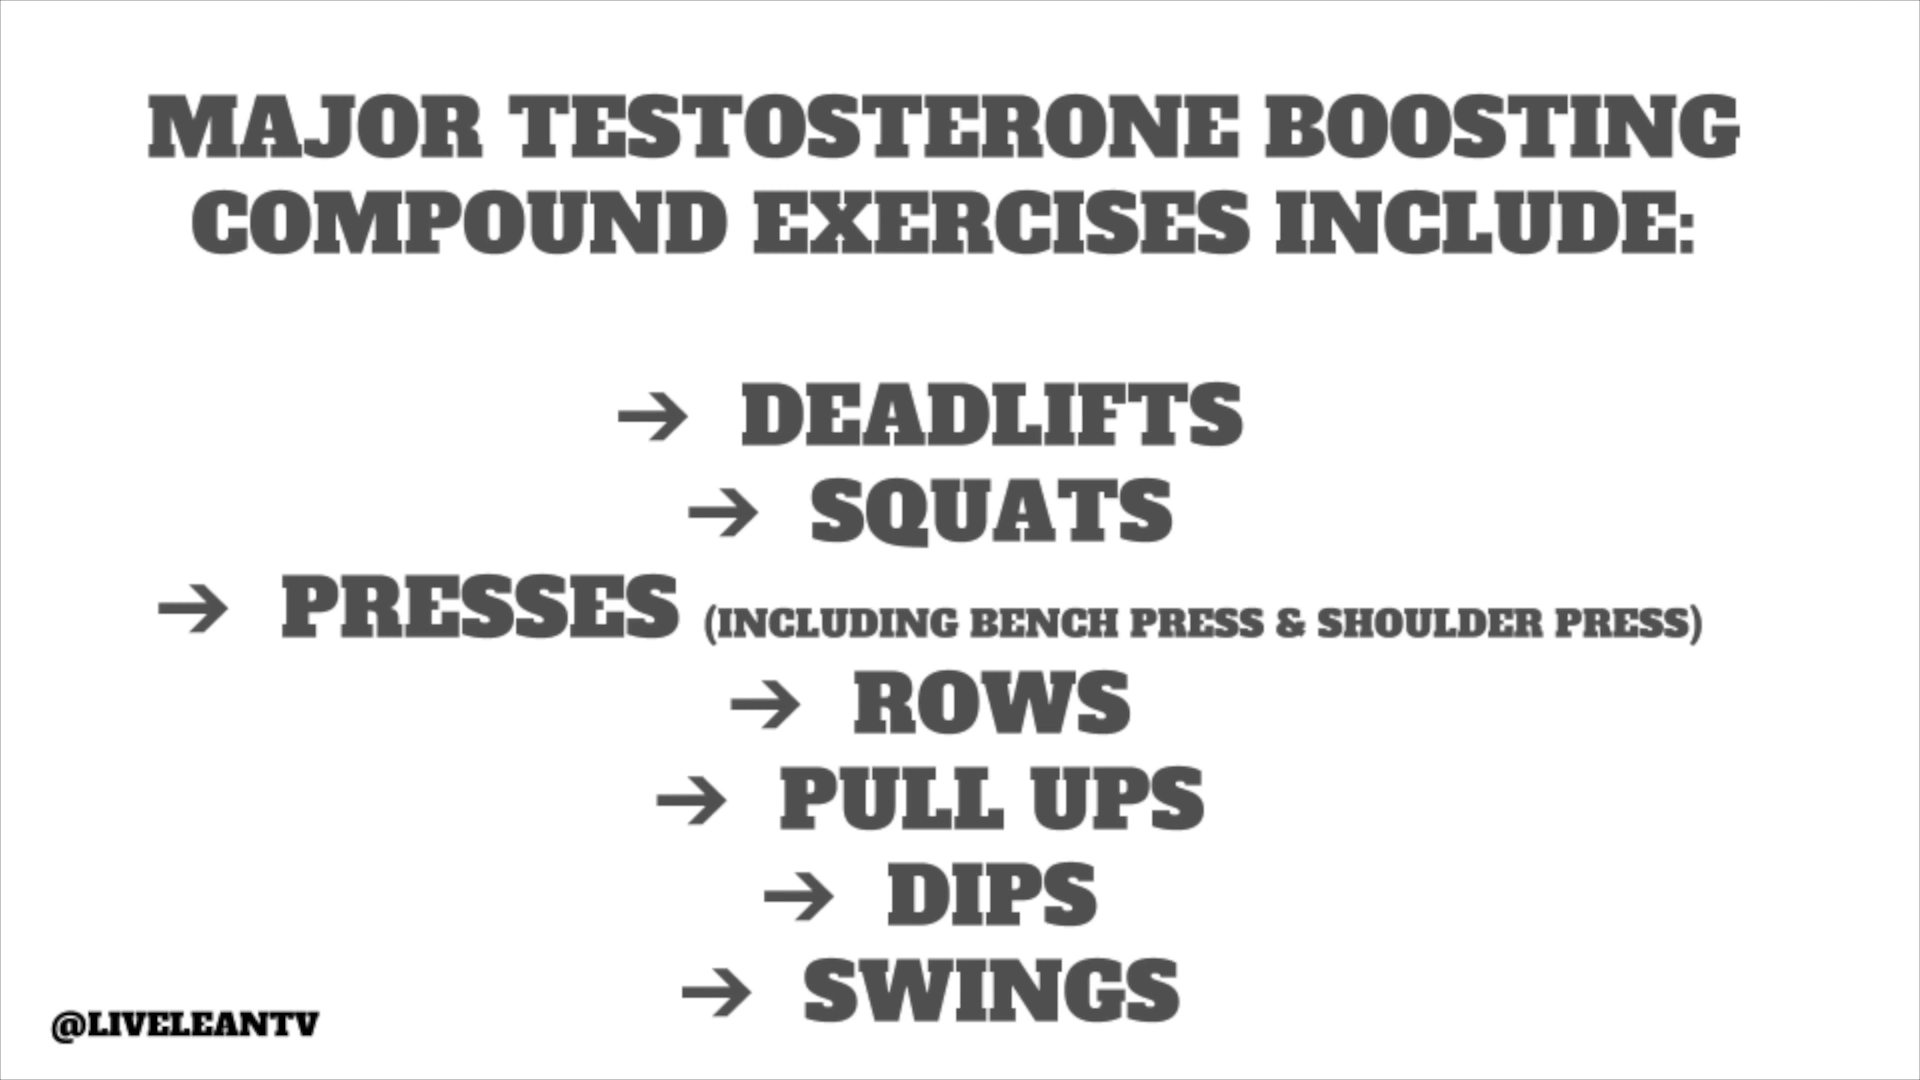 MAJOR TESTOSTERONE BOOSTING
COMPOUND EXERCISES INCLUDE:
→ DEADLIFTS
→ SQUATS
→ PRESSES (INCLUDING BENCH PRESS & SHOULDER PRESS)
→ ROWS
→ PULL UPS
→ DIPS
→ SWINGS
@LIVELEANTV